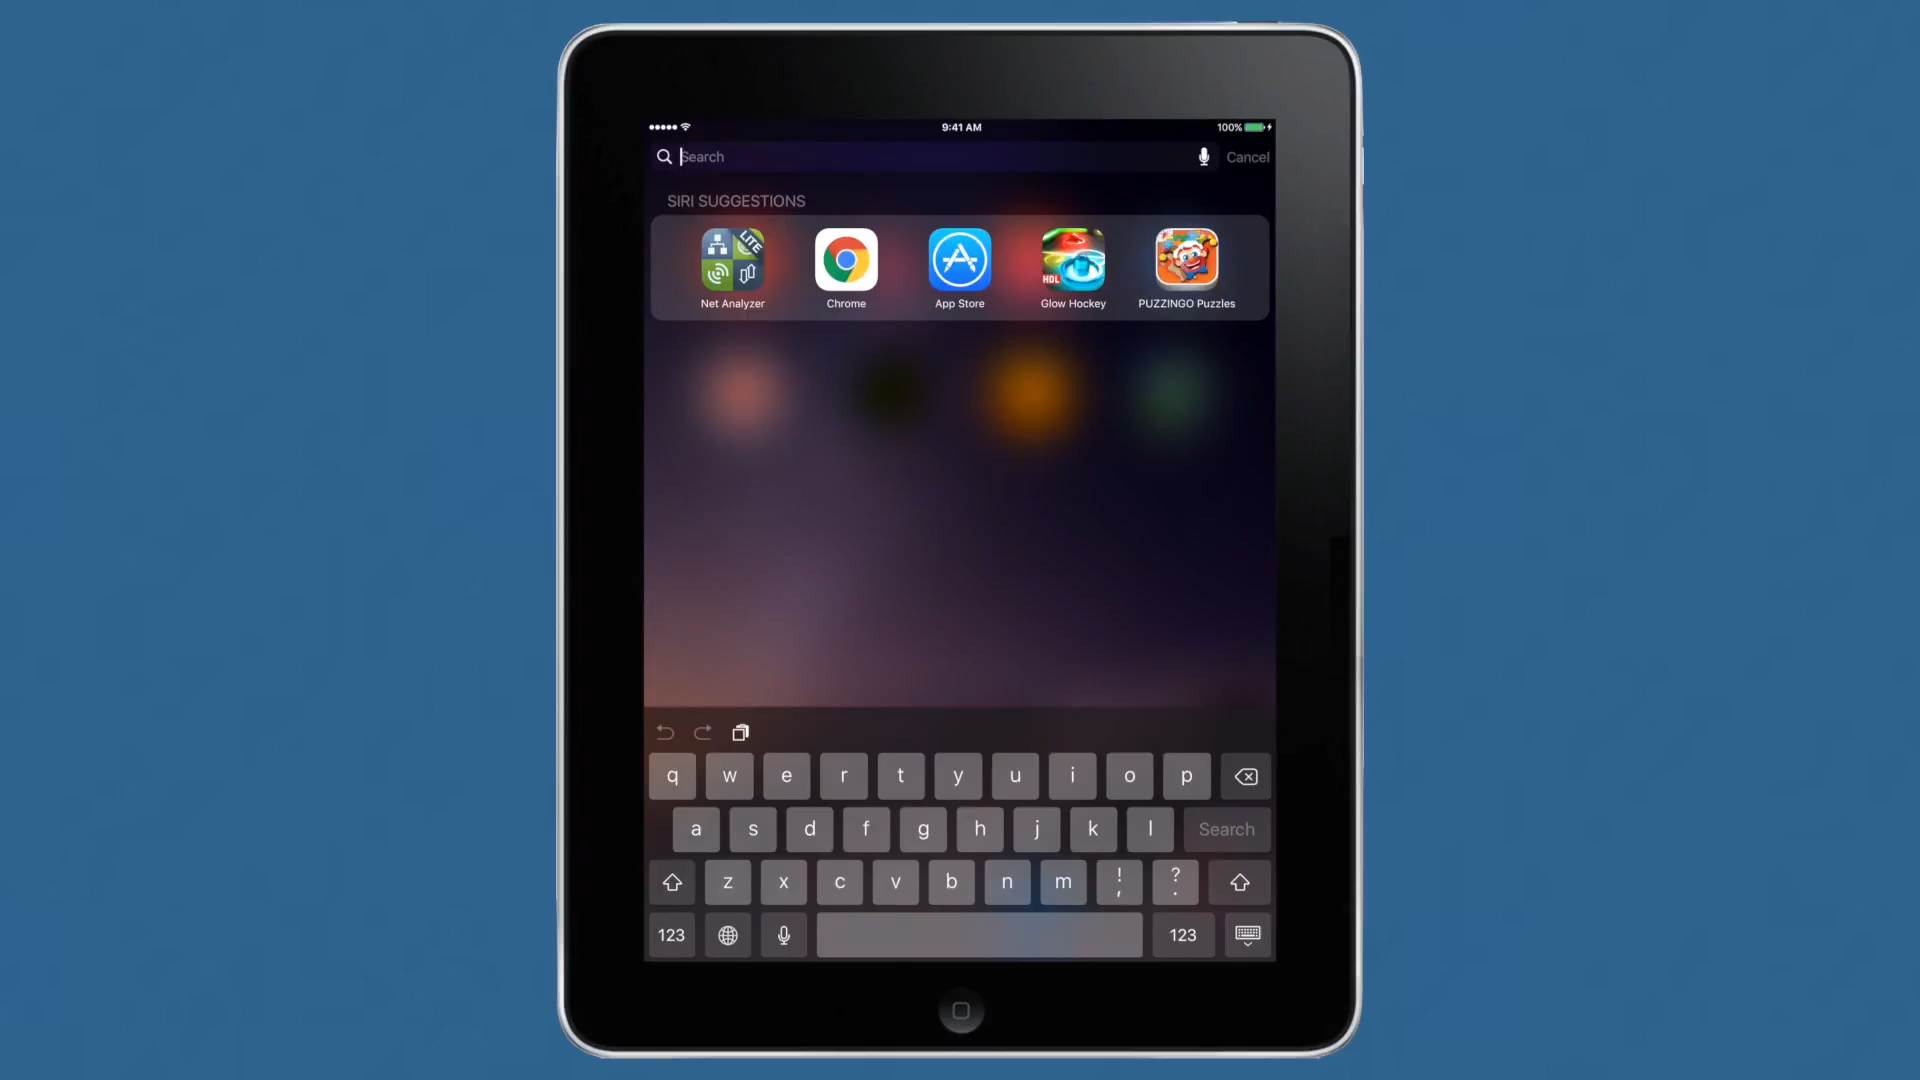 9:41 AM
100%
Search
Cancel
SIRI SUGGESTIONS
LITE
HDL
Net Analyzer
Chrome
App Store
Glow Hockey
PUZZINGO Puzzles
q w e r t y u i o p
a s d f g h j k l Search
z x c v b n m ! , ? .
123 123